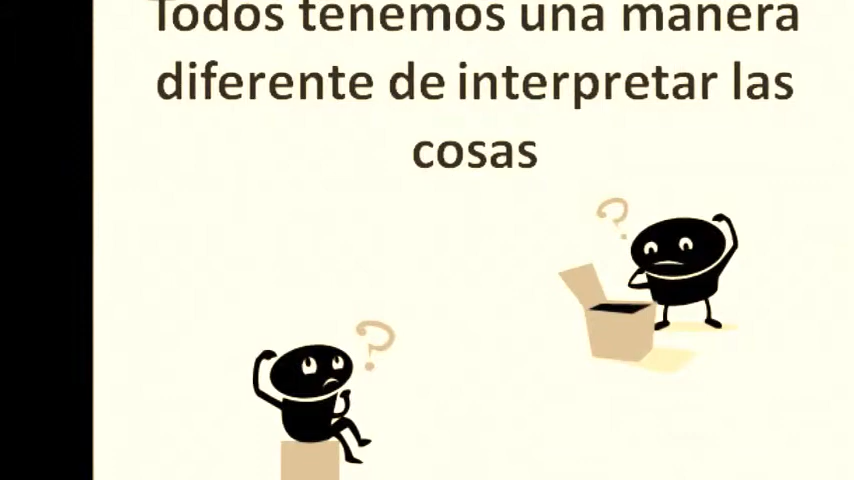 Todos tenemos una manera
diferente de interpretar las
cosas
?
?